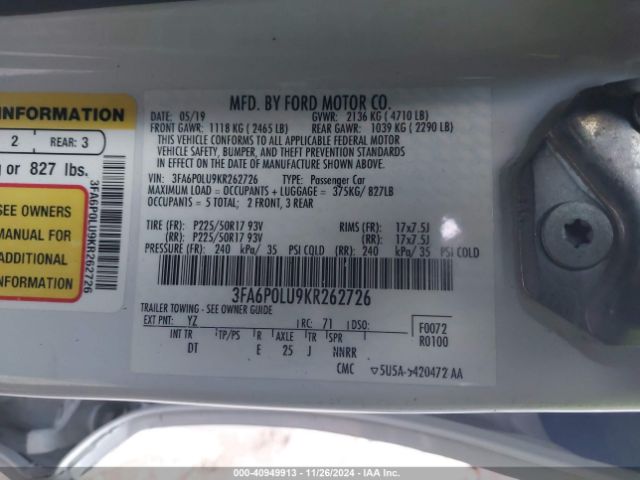 INFORMATION
2 REAR: 3
or 827 lbs.
SEE OWNERS
MANUAL FOR
ADDITIONAL
INFORMATION
3FA6P0LU9KR262726
MFD. BY FORD MOTOR CO.
DATE: 05/19 GVWR: 2136 KG ( 4710 LB)
FRONT GAWR: 1118 KG ( 2465 LB) REAR GAWR: 1039 KG ( 2290 LB)
THIS VEHICLE CONFORMS TO ALL APPLICABLE FEDERAL MOTOR
VEHICLE SAFETY, BUMPER, AND THEFT PREVENTION STANDARDS
IN EFFECT ON THE DATE OF MANUFACTURE SHOWN ABOVE.
VIN: 3FA6P0LU9KR262726 TYPE: Passenger Car
MAXIMUM LOAD = OCCUPANTS + LUGGAGE = 375KG/ 827LB
OCCUPANTS = 5 TOTAL: 2 FRONT, 3 REAR
TIRE (FR): P225/50R17 93V RIMS (FR): 17x7.5J
(RR): P225/50R17 93V (RR): 17x7.5J
PRESSURE (FR): 240 kPa/ 35 PSI COLD (RR): 240 kPa/ 35 PSI COLD
3FA6P0LU9KR262726
TRAILER TOWING - SEE OWNER GUIDE
EXT PNT: YZ RC: 71 DSO: F0072
INT TR TP/PS R AXLE TR SPR R0100
DT E 25 J NNRR
CMC ▽5U5A->420472 AA
000-40949913 - 11/26/2024 - IAA Inc.